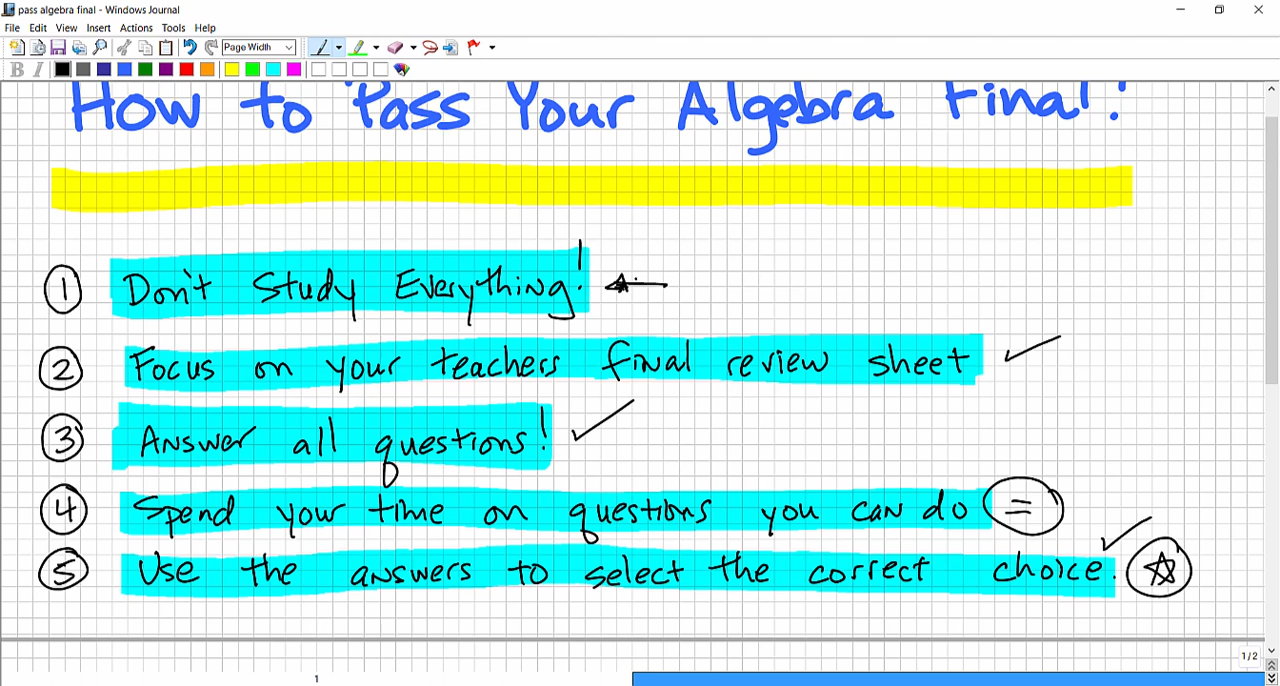 pass algebra final - Windows Journal
File Edit View Insert Actions Tools Help
Page Width
B I
How to Pass Your Algebra Final!
1 Don't Study Everything!
2 Focus on your teachers final review sheet
3 Answer all questions!
4 Spend your time on questions you can do =
5 Use the answers to select the correct choice.
1/2
1